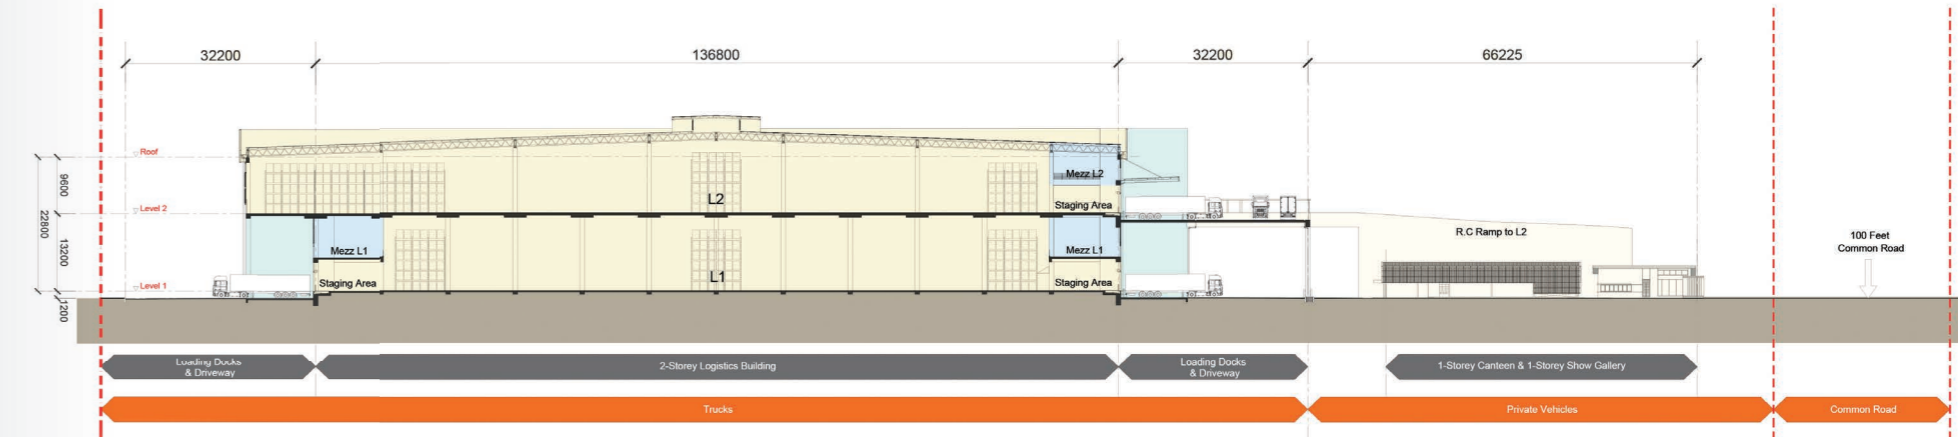 32200
136800
32200
66225
Roof
9600
Mezz L2
L2
Level 2
Staging Area
22800
R.C Ramp to L2
100 Feet
Common Road
Mezz L1
Mezz L1
13200
L1
Staging Area
Staging Area
Level 1
1200
Loading Docks
& Driveway
2-Storey Logistics Building
Loading Docks
& Driveway
1-Storey Canteen & 1-Storey Show Gallery
Trucks
Private Vehicles
Common Road